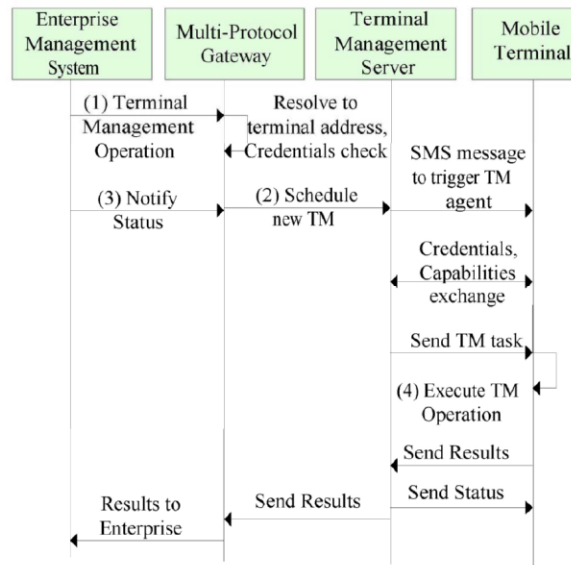 Enterprise
Management
System
Multi-Protocol
Gateway
Terminal
Management
Server
Mobile
Terminal
(1) Terminal
Management
Operation
Resolve to
terminal address,
Credentials check
SMS message
to trigger TM
agent
(3) Notify
Status
(2) Schedule
new TM
Credentials,
Capabilities
exchange
Send TM task
(4) Execute TM
Operation
Send Results
Send Status
Send Results
Results to
Enterprise